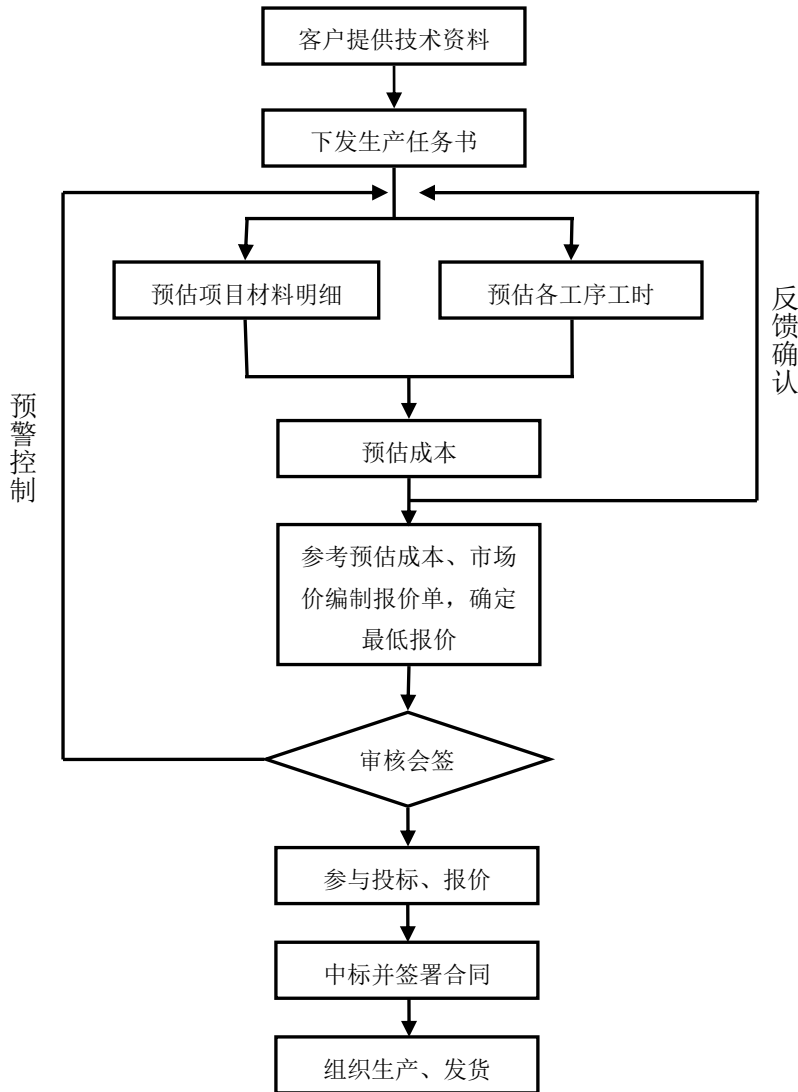 客户提供技术资料
下发生产任务书
预估项目材料明细
预估各工序工时
反馈确认
预警控制
预估成本
参考预估成本、市场
价编制报价单，确定
最低报价
审核会签
参与投标、报价
中标并签署合同
组织生产、发货